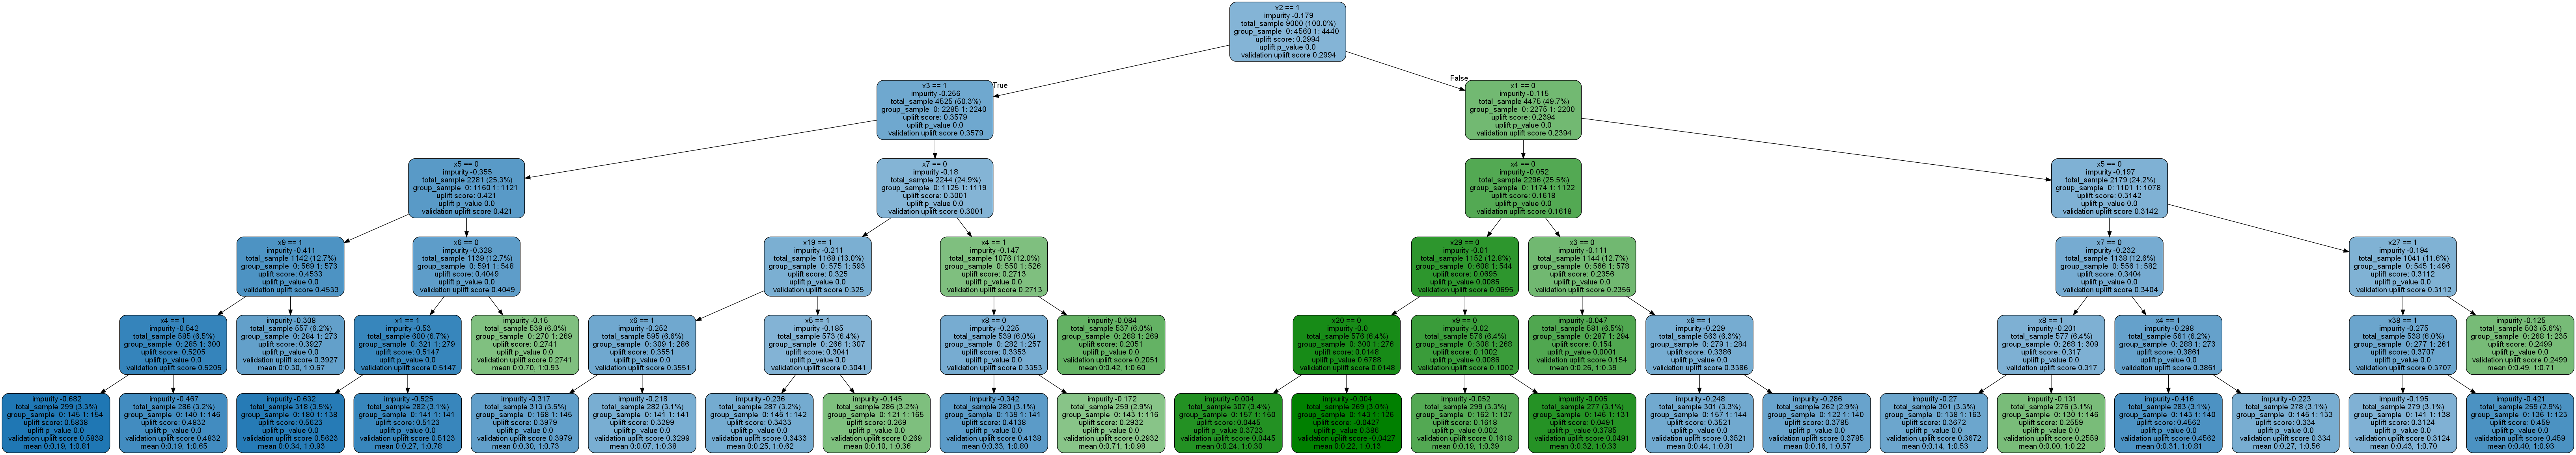 x2 == 1
impurity -0.179
total_sample 9000 (100.0%)
group_sample 0: 4560 1: 4440
uplift score: 0.2994
uplift p_value 0.0
validation uplift score 0.2994
True
False
x3 == 1
impurity -0.256
total_sample 4525 (50.3%)
group_sample 0: 2285 1: 2240
uplift score: 0.3579
uplift p_value 0.0
validation uplift score 0.3579
x1 == 0
impurity -0.115
total_sample 4475 (49.7%)
group_sample 0: 2275 1: 2200
uplift score: 0.2394
uplift p_value 0.0
validation uplift score 0.2394
x5 == 0
impurity -0.355
total_sample 2281 (25.3%)
group_sample 0: 1160 1: 1121
uplift score: 0.421
uplift p_value 0.0
validation uplift score 0.421
x7 == 0
impurity -0.18
total_sample 2244 (24.9%)
group_sample 0: 1125 1: 1119
uplift score: 0.3001
uplift p_value 0.0
validation uplift score 0.3001
x4 == 0
impurity -0.052
total_sample 2296 (25.5%)
group_sample 0: 1174 1: 1122
uplift score: 0.1618
uplift p_value 0.0
validation uplift score 0.1618
x5 == 0
impurity -0.197
total_sample 2179 (24.2%)
group_sample 0: 1101 1: 1078
uplift score: 0.3142
uplift p_value 0.0
validation uplift score 0.3142
x9 == 1
impurity -0.411
total_sample 1142 (12.7%)
group_sample 0: 569 1: 573
uplift score: 0.4533
uplift p_value 0.0
validation uplift score 0.4533
x6 == 0
impurity -0.328
total_sample 1139 (12.7%)
group_sample 0: 591 1: 548
uplift score: 0.4049
uplift p_value 0.0
validation uplift score 0.4049
x19 == 1
impurity -0.211
total_sample 1168 (13.0%)
group_sample 0: 575 1: 593
uplift score: 0.325
uplift p_value 0.0
validation uplift score 0.325
x4 == 1
impurity -0.147
total_sample 1076 (12.0%)
group_sample 0: 550 1: 526
uplift score: 0.2713
uplift p_value 0.0
validation uplift score 0.2713
x29 == 0
impurity -0.01
total_sample 1152 (12.8%)
group_sample 0: 608 1: 544
uplift score: 0.0695
uplift p_value 0.0085
validation uplift score 0.0695
x3 == 0
impurity -0.111
total_sample 1144 (12.7%)
group_sample 0: 566 1: 578
uplift score: 0.2356
uplift p_value 0.0
validation uplift score 0.2356
x7 == 0
impurity -0.232
total_sample 1138 (12.6%)
group_sample 0: 556 1: 582
uplift score: 0.3404
uplift p_value 0.0
validation uplift score 0.3404
x27 == 1
impurity -0.194
total_sample 1041 (11.6%)
group_sample 0: 545 1: 496
uplift score: 0.3112
uplift p_value 0.0
validation uplift score 0.3112
x4 == 1
impurity -0.542
total_sample 585 (6.5%)
group_sample 0: 285 1: 300
uplift score: 0.5205
uplift p_value 0.0
validation uplift score 0.5205
impurity -0.308
total_sample 557 (6.2%)
group_sample 0: 284 1: 273
uplift score: 0.3927
uplift p_value 0.0
validation uplift score 0.3927
mean 0:0.30, 1:0.67
x1 == 1
impurity -0.53
total_sample 600 (6.7%)
group_sample 0: 321 1: 279
uplift score: 0.5147
uplift p_value 0.0
validation uplift score 0.5147
impurity -0.15
total_sample 539 (6.0%)
group_sample 0: 270 1: 269
uplift score: 0.2741
uplift p_value 0.0
validation uplift score 0.2741
mean 0:0.70, 1:0.93
x6 == 1
impurity -0.252
total_sample 595 (6.6%)
group_sample 0: 309 1: 286
uplift score: 0.3551
uplift p_value 0.0
validation uplift score 0.3551
x5 == 1
impurity -0.185
total_sample 573 (6.4%)
group_sample 0: 266 1: 307
uplift score: 0.3041
uplift p_value 0.0
validation uplift score 0.3041
x8 == 0
impurity -0.225
total_sample 539 (6.0%)
group_sample 0: 282 1: 257
uplift score: 0.3353
uplift p_value 0.0
validation uplift score 0.3353
impurity -0.084
total_sample 537 (6.0%)
group_sample 0: 268 1: 269
uplift score: 0.2051
uplift p_value 0.0
validation uplift score 0.2051
mean 0:0.42, 1:0.60
x20 == 0
impurity -0.0
total_sample 576 (6.4%)
group_sample 0: 300 1: 276
uplift score: 0.0148
uplift p_value 0.6788
validation uplift score 0.0148
x9 == 0
impurity -0.02
total_sample 576 (6.4%)
group_sample 0: 308 1: 268
uplift score: 0.1002
uplift p_value 0.0086
validation uplift score 0.1002
impurity -0.047
total_sample 581 (6.5%)
group_sample 0: 287 1: 294
uplift score: 0.154
uplift p_value 0.0001
validation uplift score 0.154
mean 0:0.26, 1:0.39
x8 == 1
impurity -0.229
total_sample 563 (6.3%)
group_sample 0: 279 1: 284
uplift score: 0.3386
uplift p_value 0.0
validation uplift score 0.3386
x8 == 1
impurity -0.201
total_sample 577 (6.4%)
group_sample 0: 268 1: 309
uplift score: 0.317
uplift p_value 0.0
validation uplift score 0.317
x4 == 1
impurity -0.298
total_sample 561 (6.2%)
group_sample 0: 288 1: 273
uplift score: 0.3861
uplift p_value 0.0
validation uplift score 0.3861
x38 == 1
impurity -0.275
total_sample 538 (6.0%)
group_sample 0: 277 1: 261
uplift score: 0.3707
uplift p_value 0.0
validation uplift score 0.3707
impurity -0.125
total_sample 503 (5.6%)
group_sample 0: 268 1: 235
uplift score: 0.2499
uplift p_value 0.0
validation uplift score 0.2499
mean 0:0.49, 1:0.71
impurity -0.682
total_sample 299 (3.3%)
group_sample 0: 145 1: 154
uplift score: 0.5838
uplift p_value 0.0
validation uplift score 0.5838
mean 0:0.19, 1:0.81
impurity -0.467
total_sample 286 (3.2%)
group_sample 0: 140 1: 146
uplift score: 0.4832
uplift p_value 0.0
validation uplift score 0.4832
mean 0:0.19, 1:0.65
impurity -0.632
total_sample 318 (3.5%)
group_sample 0: 180 1: 138
uplift score: 0.5623
uplift p_value 0.0
validation uplift score 0.5623
mean 0:0.34, 1:0.93
impurity -0.525
total_sample 282 (3.1%)
group_sample 0: 141 1: 141
uplift score: 0.5123
uplift p_value 0.0
validation uplift score 0.5123
mean 0:0.27, 1:0.78
impurity -0.317
total_sample 313 (3.5%)
group_sample 0: 168 1: 145
uplift score: 0.3979
uplift p_value 0.0
validation uplift score 0.3979
mean 0:0.30, 1:0.73
impurity -0.218
total_sample 282 (3.1%)
group_sample 0: 141 1: 141
uplift score: 0.3299
uplift p_value 0.0
validation uplift score 0.3299
mean 0:0.07, 1:0.38
impurity -0.236
total_sample 287 (3.2%)
group_sample 0: 145 1: 142
uplift score: 0.3433
uplift p_value 0.0
validation uplift score 0.3433
mean 0:0.25, 1:0.62
impurity -0.145
total_sample 286 (3.2%)
group_sample 0: 121 1: 165
uplift score: 0.269
uplift p_value 0.0
validation uplift score 0.269
mean 0:0.10, 1:0.36
impurity -0.342
total_sample 280 (3.1%)
group_sample 0: 139 1: 141
uplift score: 0.4138
uplift p_value 0.0
validation uplift score 0.4138
mean 0:0.33, 1:0.80
impurity -0.172
total_sample 259 (2.9%)
group_sample 0: 143 1: 116
uplift score: 0.2932
uplift p_value 0.0
validation uplift score 0.2932
mean 0:0.71, 1:0.98
impurity -0.004
total_sample 307 (3.4%)
group_sample 0: 157 1: 150
uplift score: 0.0445
uplift p_value 0.3723
validation uplift score 0.0445
mean 0:0.24, 1:0.30
impurity -0.004
total_sample 269 (3.0%)
group_sample 0: 143 1: 126
uplift score: -0.0427
uplift p_value 0.385
validation uplift score -0.0427
mean 0:0.22, 1:0.13
impurity -0.052
total_sample 299 (3.3%)
group_sample 0: 162 1: 137
uplift score: 0.1618
uplift p_value 0.002
validation uplift score 0.1618
mean 0:0.19, 1:0.39
impurity -0.005
total_sample 277 (3.1%)
group_sample 0: 146 1: 131
uplift score: 0.0491
uplift p_value 0.3785
validation uplift score 0.0491
mean 0:0.32, 1:0.33
impurity -0.248
total_sample 301 (3.3%)
group_sample 0: 157 1: 144
uplift score: 0.3521
uplift p_value 0.0
validation uplift score 0.3521
mean 0:0.44, 1:0.81
impurity -0.286
total_sample 262 (2.9%)
group_sample 0: 122 1: 140
uplift score: 0.3785
uplift p_value 0.0
validation uplift score 0.3785
mean 0:0.16, 1:0.57
impurity -0.27
total_sample 301 (3.3%)
group_sample 0: 138 1: 163
uplift score: 0.3672
uplift p_value 0.0
validation uplift score 0.3672
mean 0:0.14, 1:0.53
impurity -0.131
total_sample 276 (3.1%)
group_sample 0: 130 1: 146
uplift score: 0.2559
uplift p_value 0.0
validation uplift score 0.2559
mean 0:0.00, 1:0.22
impurity -0.416
total_sample 283 (3.1%)
group_sample 0: 143 1: 140
uplift score: 0.4562
uplift p_value 0.0
validation uplift score 0.4562
mean 0:0.31, 1:0.81
impurity -0.223
total_sample 278 (3.1%)
group_sample 0: 145 1: 133
uplift score: 0.334
uplift p_value 0.0
validation uplift score 0.334
mean 0:0.27, 1:0.56
impurity -0.195
total_sample 279 (3.1%)
group_sample 0: 141 1: 138
uplift score: 0.3124
uplift p_value 0.0
validation uplift score 0.3124
mean 0:0.43, 1:0.70
impurity -0.421
total_sample 259 (2.9%)
group_sample 0: 136 1: 123
uplift score: 0.459
uplift p_value 0.0
validation uplift score 0.459
mean 0:0.40, 1:0.93